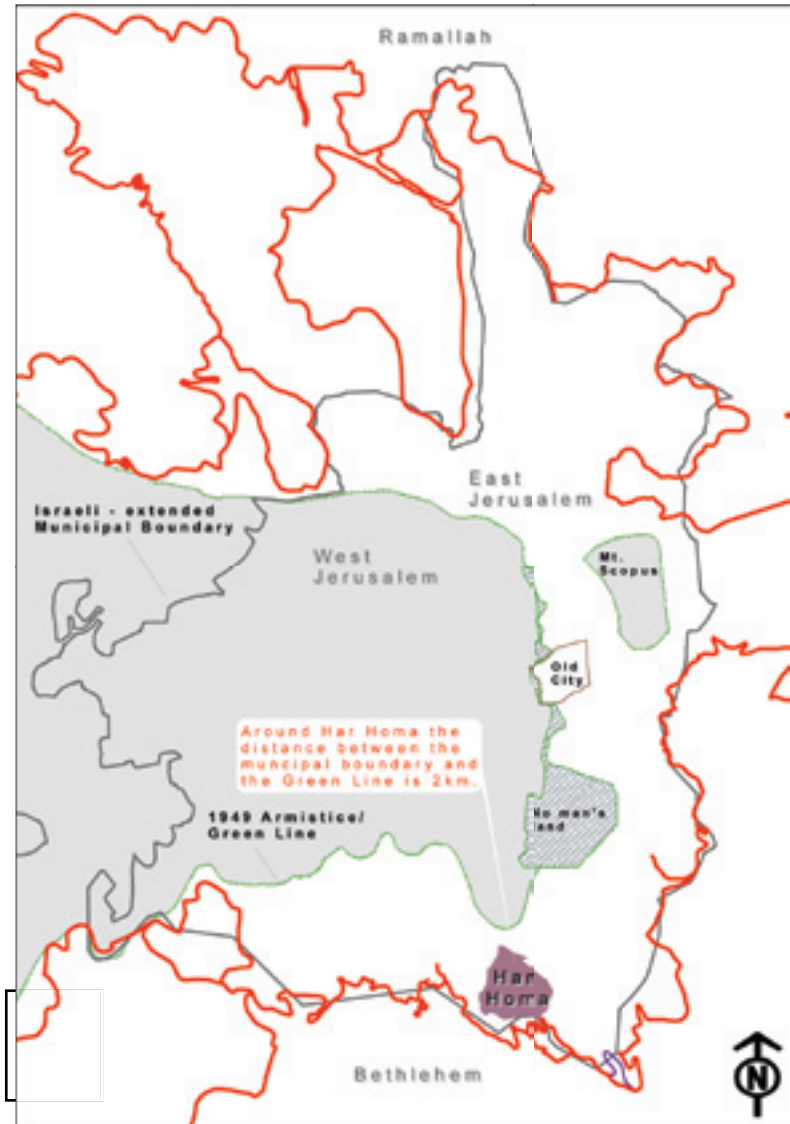 Ramallah
East
Jerusalem
Israeli - extended
Municipal Boundary
West
Jerusalem
Mt.
Scopus
Old
City
Around Har Homa the
distance between the
muncipal boundary and
the Green Line is 2km.
1949 Armistice/
Green Line
No man's
land
Har
Homa
Bethlehem
N